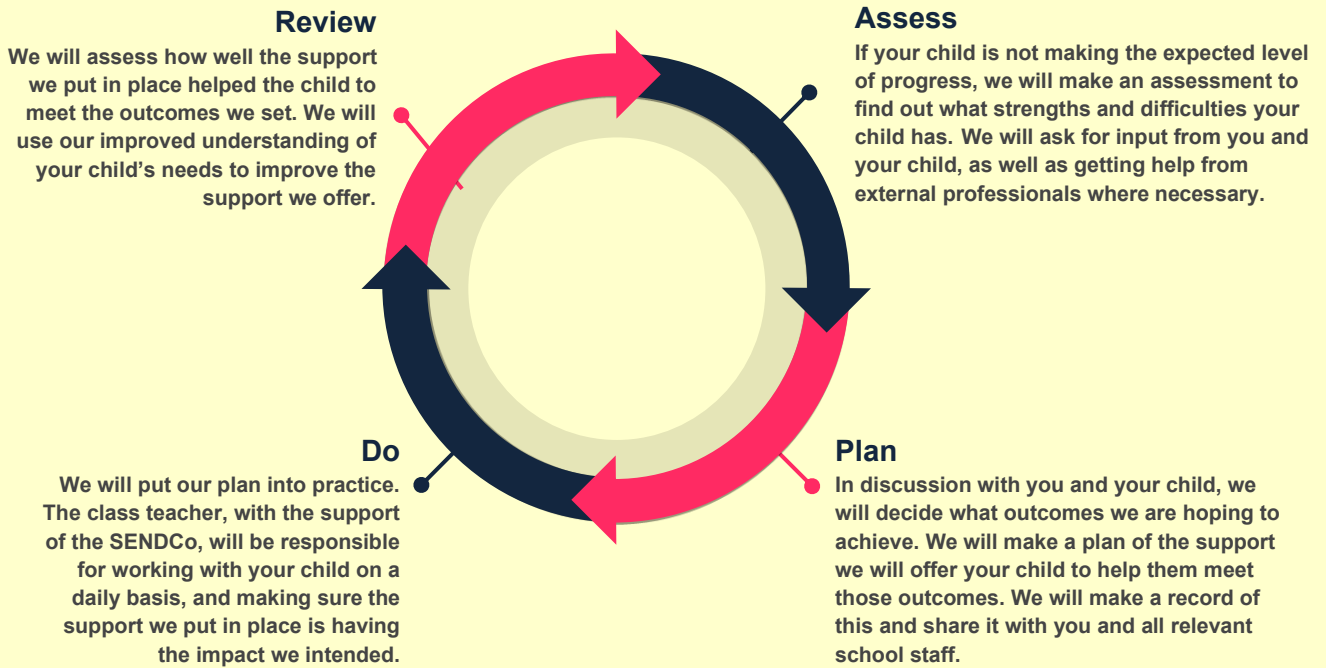 Review
We will assess how well the support
we put in place helped the child to
meet the outcomes we set. We will
use our improved understanding of
your child’s needs to improve the
support we offer.
Assess
If your child is not making the expected level
of progress, we will make an assessment to
find out what strengths and difficulties your
child has. We will ask for input from you and
your child, as well as getting help from
external professionals where necessary.
Do
We will put our plan into practice.
The class teacher, with the support
of the SENDCo, will be responsible
for working with your child on a
daily basis, and making sure the
support we put in place is having
the impact we intended.
Plan
In discussion with you and your child, we
will decide what outcomes we are hoping to
achieve. We will make a plan of the support
we will offer your child to help them meet
those outcomes. We will make a record of
this and share it with you and all relevant
school staff.